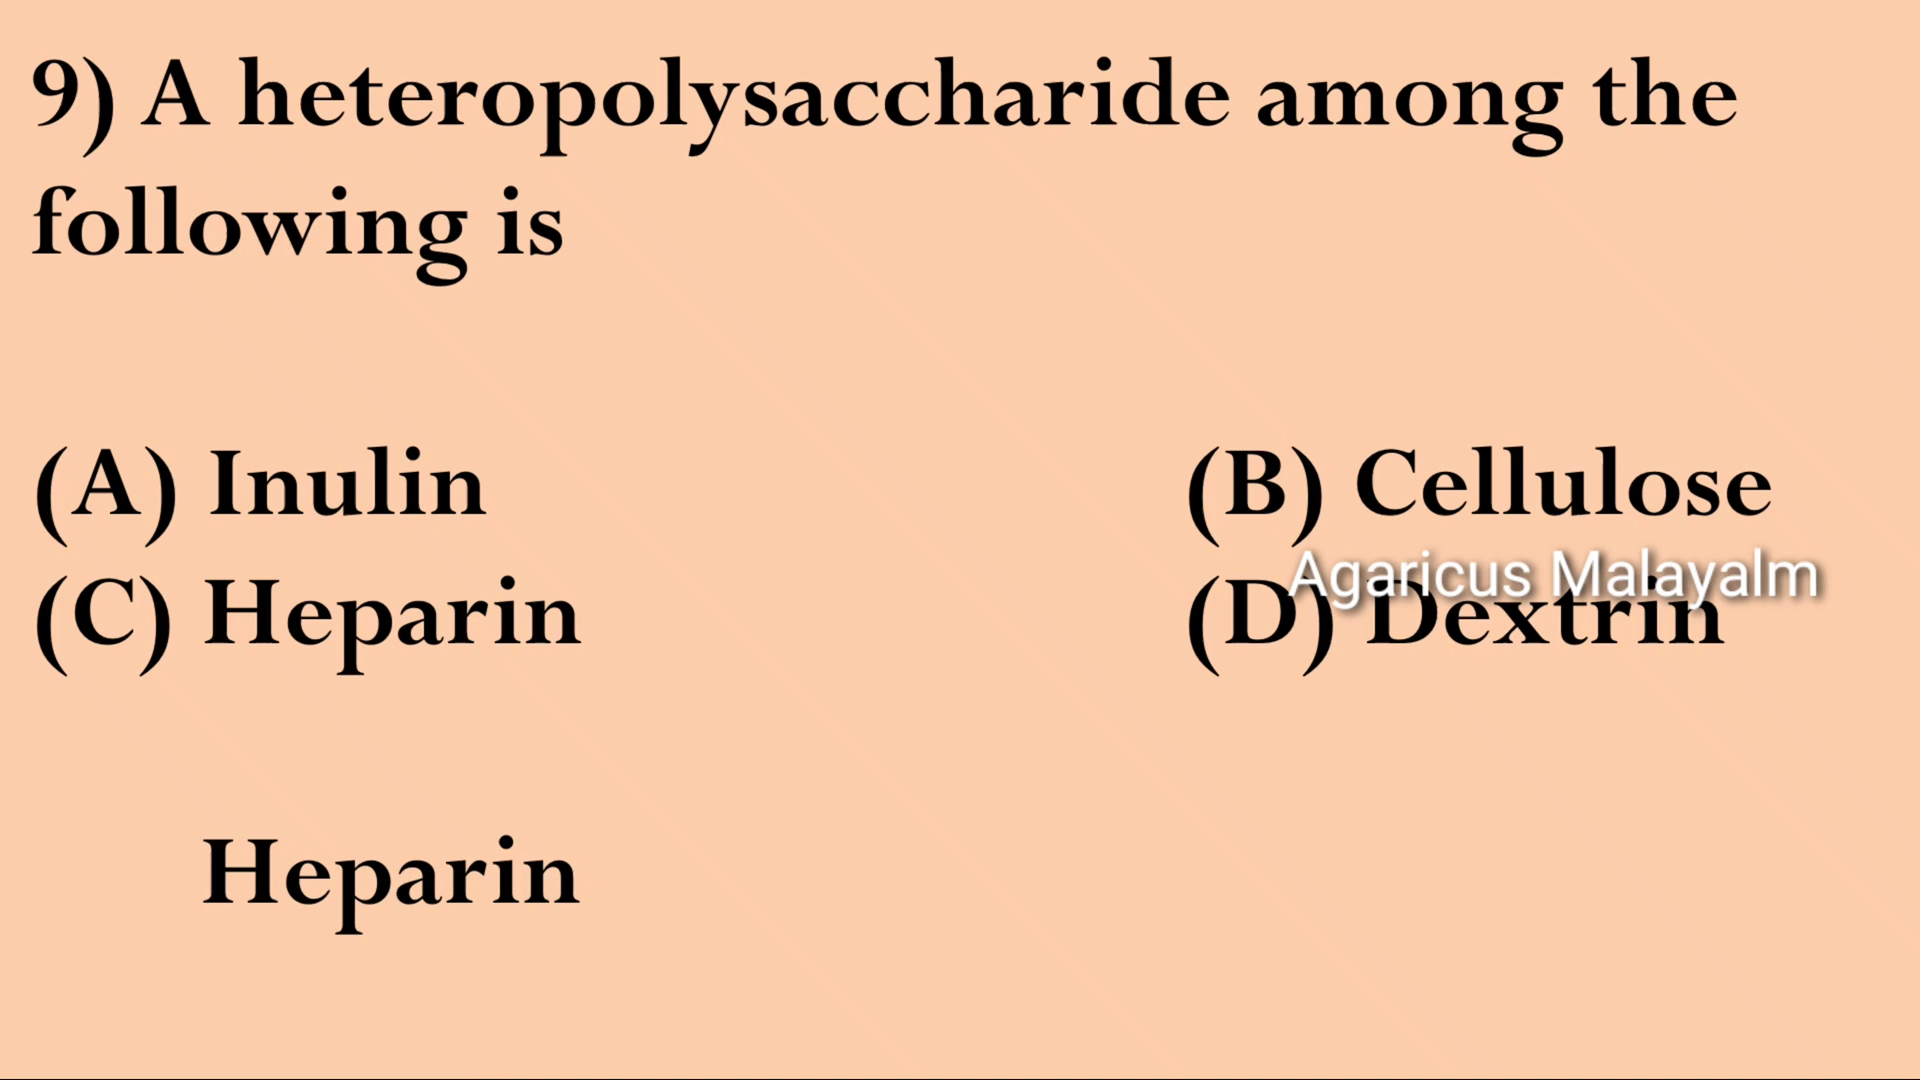 9) A heteropolysaccharide among the
following is
(A) Inulin (B) Cellulose
Agaricus Malayalm
(C) Heparin (D) Dextrin
Heparin